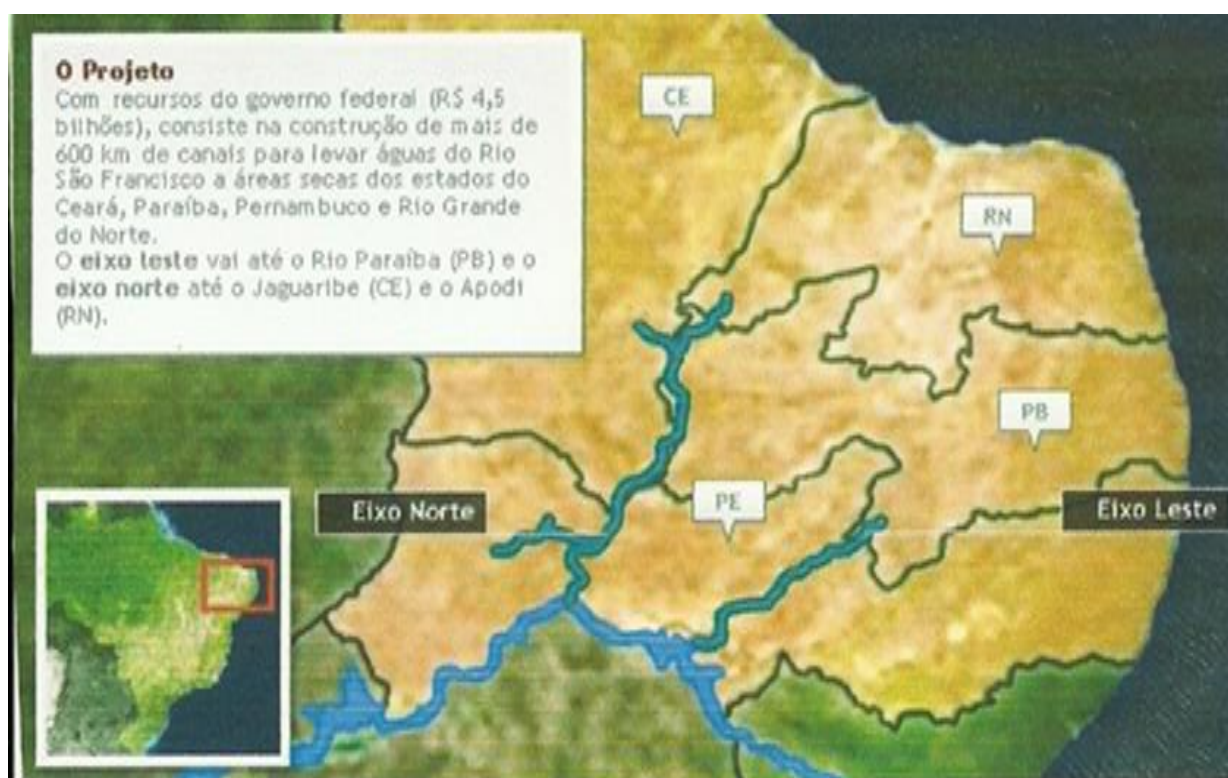 O Projeto
Com recursos do governo federal (R$ 4,5
bilhões), consiste na construção de mais de
600 km de canais para levar águas do Rio
São Francisco a áreas secas dos estados do
Ceará, Paraíba, Pernambuco e Rio Grande
do Norte.
O eixo leste vai até o Rio Paraíba (PB) e o
eixo norte até o Jaguaribe (CE) e o Apodi
(RN).
CE
RN
PB
PE
Eixo Norte
Eixo Leste